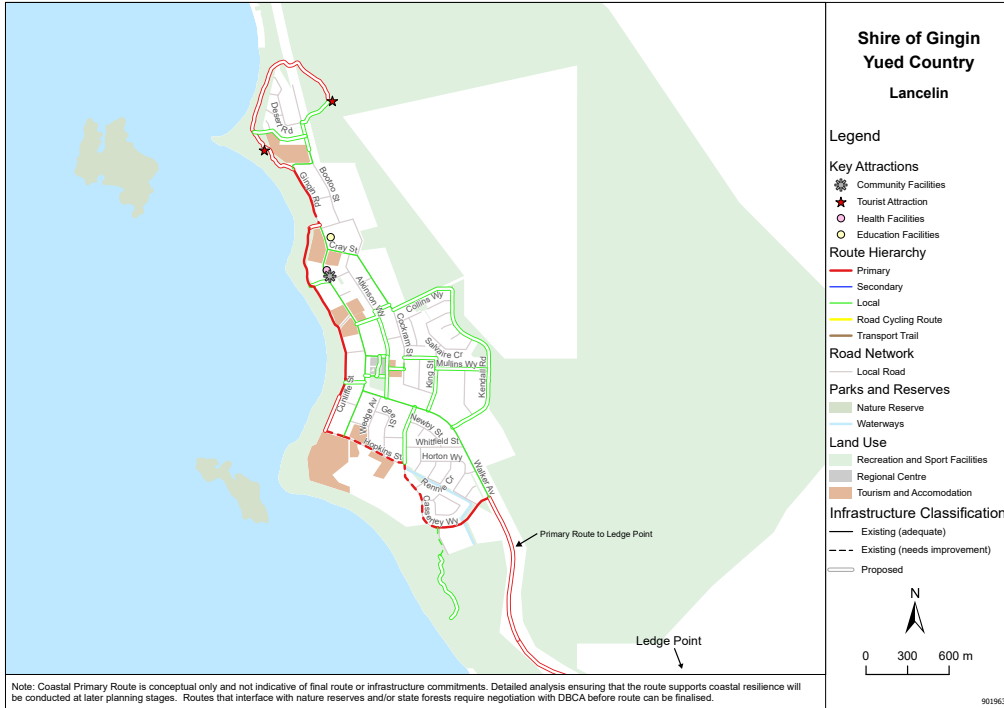 Shire of Gingin
Yued Country
Lancelin
Legend
Key Attractions
Community Facilities
Tourist Attraction
Health Facilities
Education Facilities
Route Hierarchy
Primary
Secondary
Local
Road Cycling Route
Transport Trail
Road Network
Local Road
Parks and Reserves
Nature Reserve
Waterways
Land Use
Recreation and Sport Facilities
Regional Centre
Tourism and Accomodation
Infrastructure Classification
Existing (adequate)
Existing (needs improvement)
Proposed
N
0 300 600 m
Desert Rd
Bootoo St
Gingin Rd
Cray St
Atkinson Wy
Collins Wy
Cockram St
Salvaire Cr
Mullins Wy
King St
Kendall Rd
Cunliffe St
Wedge Av
Gee St
Newby St
Whitfield St
Hopkins St
Horton Wy
Rennie Cr
Walker Av
Casserley Wy
Primary Route to Ledge Point
Ledge Point
Note: Coastal Primary Route is conceptual only and not indicative of final route or infrastructure commitments. Detailed analysis ensuring that the route supports coastal resilience will
be conducted at later planning stages. Routes that interface with nature reserves and/or state forests require negotiation with DBCA before route can be finalised.